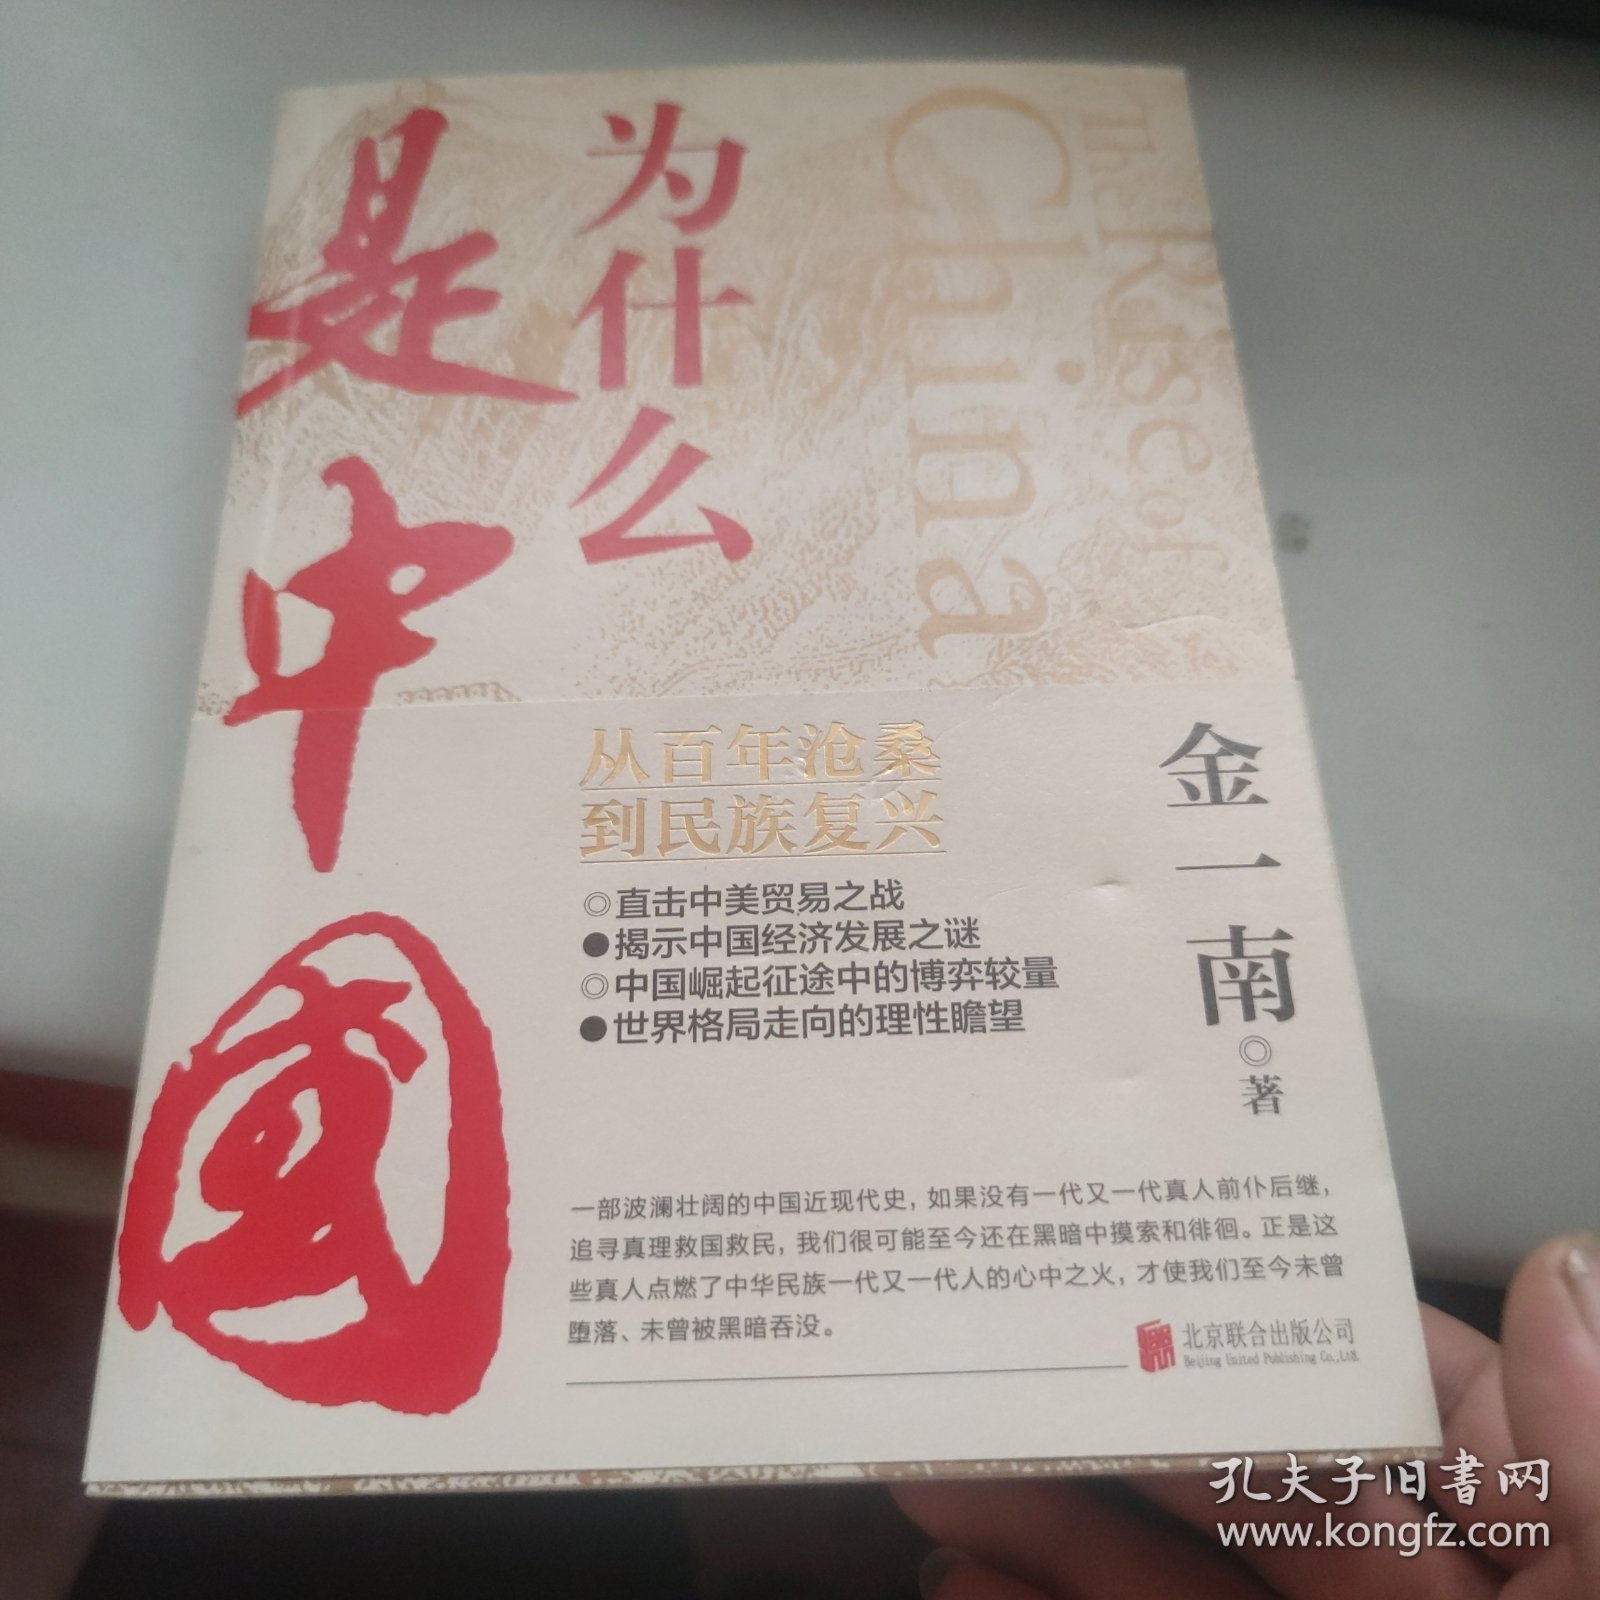 为什么
是中國
The Rise of
China
金一南◎著
从百年沧桑
到民族复兴
◎直击中美贸易之战
●揭示中国经济发展之谜
◎中国崛起征途中的博弈较量
●世界格局走向的理性瞻望
一部波澜壮阔的中国近现代史，如果没有一代又一代真人前仆后继，
追寻真理救国救民，我们很可能至今还在黑暗中摸索和徘徊。正是这
些真人点燃了中华民族一代又一代人的心中之火，才使我们至今未曾
堕落、未曾被黑暗吞没。
北京联合出版公司
Beijing United Publishing Co.,Ltd.
孔夫子旧书网
www.kongfz.com